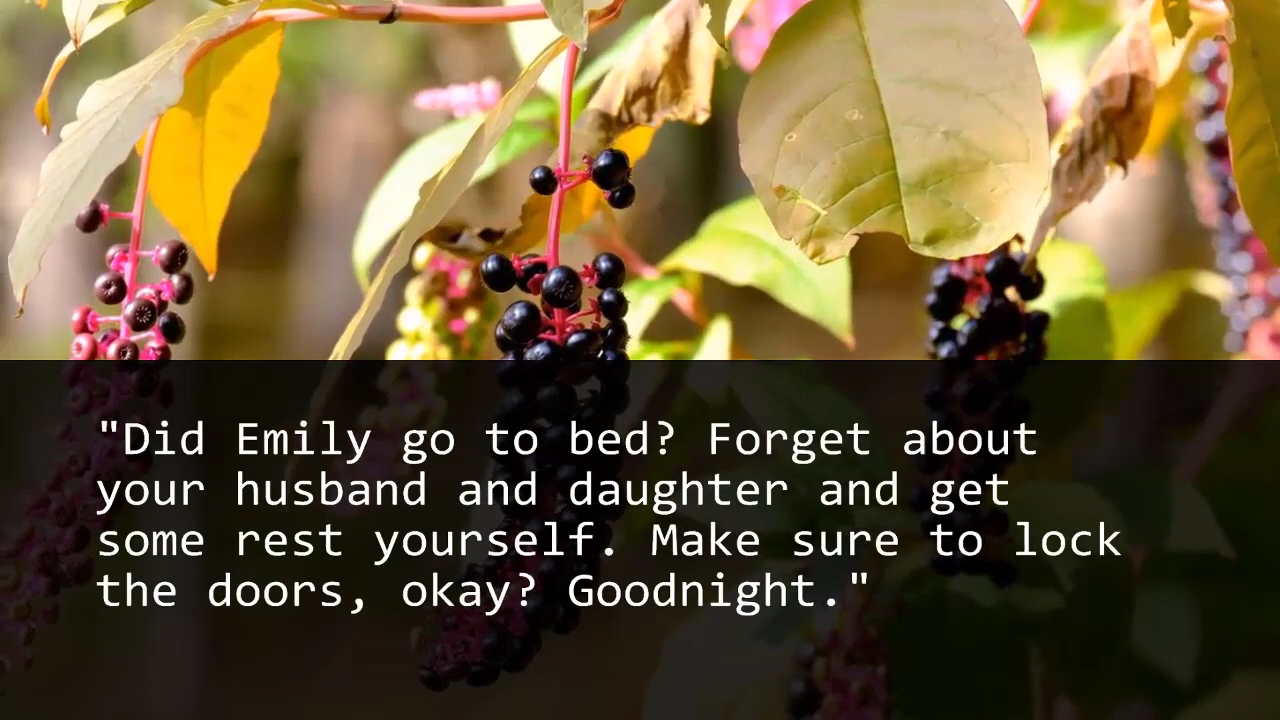 "Did Emily go to bed? Forget about
your husband and daughter and get
some rest yourself. Make sure to lock
the doors, okay? Goodnight."